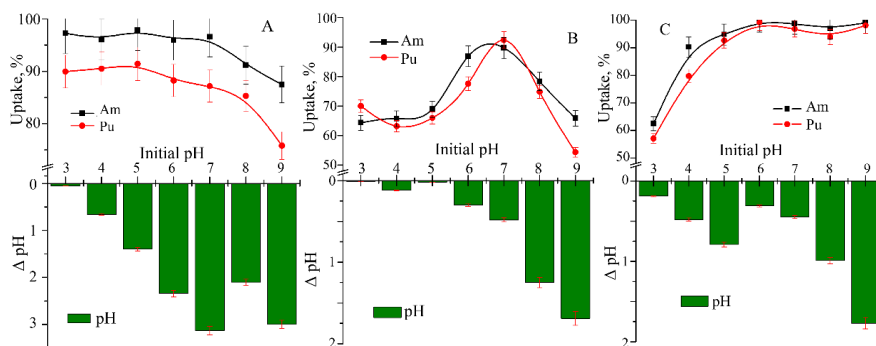 A
Uptake, %
100
90
80
Am
Pu
Initial pH
3 4 5 6 7 8 9
0
1
2
3
Δ pH
pH
B
Uptake, %
100
90
80
70
60
50
Am
Pu
Initial pH
3 4 5 6 7 8 9
0
1
2
Δ pH
pH
C
Uptake, %
100
90
80
70
60
50
Am
Pu
Initial pH
3 4 5 6 7 8 9
0
1
2
Δ pH
pH